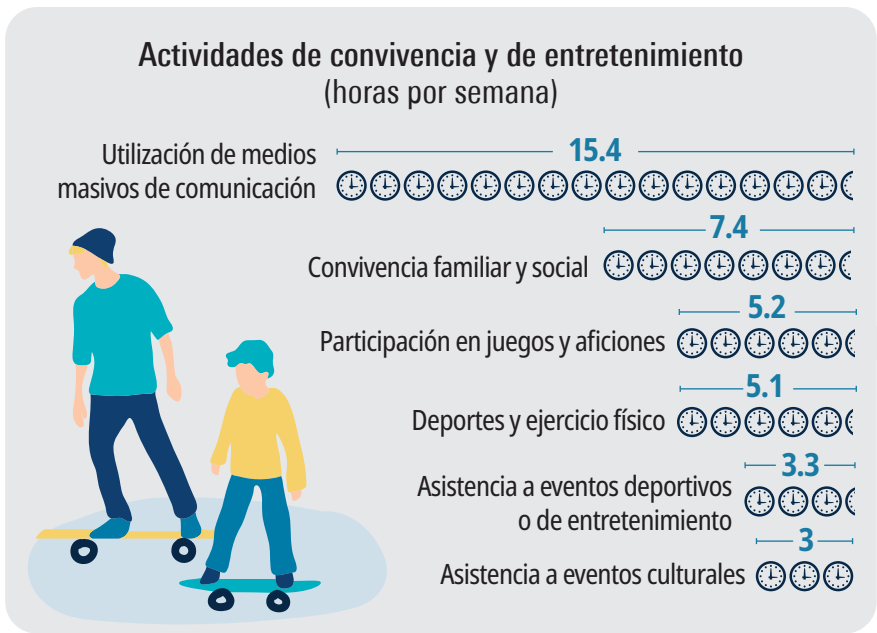 Actividades de convivencia y de entretenimiento
(horas por semana)
Utilización de medios
masivos de comunicación
15.4
7.4
Convivencia familiar y social
5.2
Participación en juegos y aficiones
5.1
Deportes y ejercicio físico
3.3
Asistencia a eventos deportivos
o de entretenimiento
3
Asistencia a eventos culturales